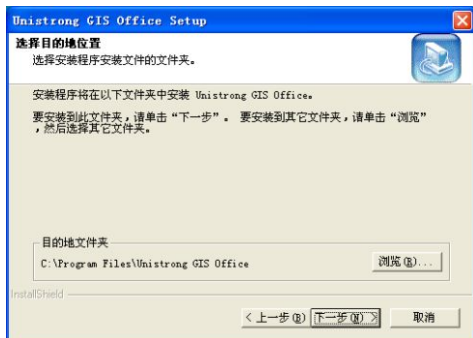 Unistrong GIS Office Setup
选择目的地位置
选择安装程序安装文件的文件夹。
安装程序将在以下文件夹中安装 Unistrong GIS Office。
要安装到此文件夹，请单击“下一步”。 要安装到其它文件夹，请单击“浏览”
，然后选择其它文件夹。
目的地文件夹
C:\Program Files\Unistrong GIS Office
浏览(R)...
InstallShield
< 上一步(B)
下一步(N) >
取消